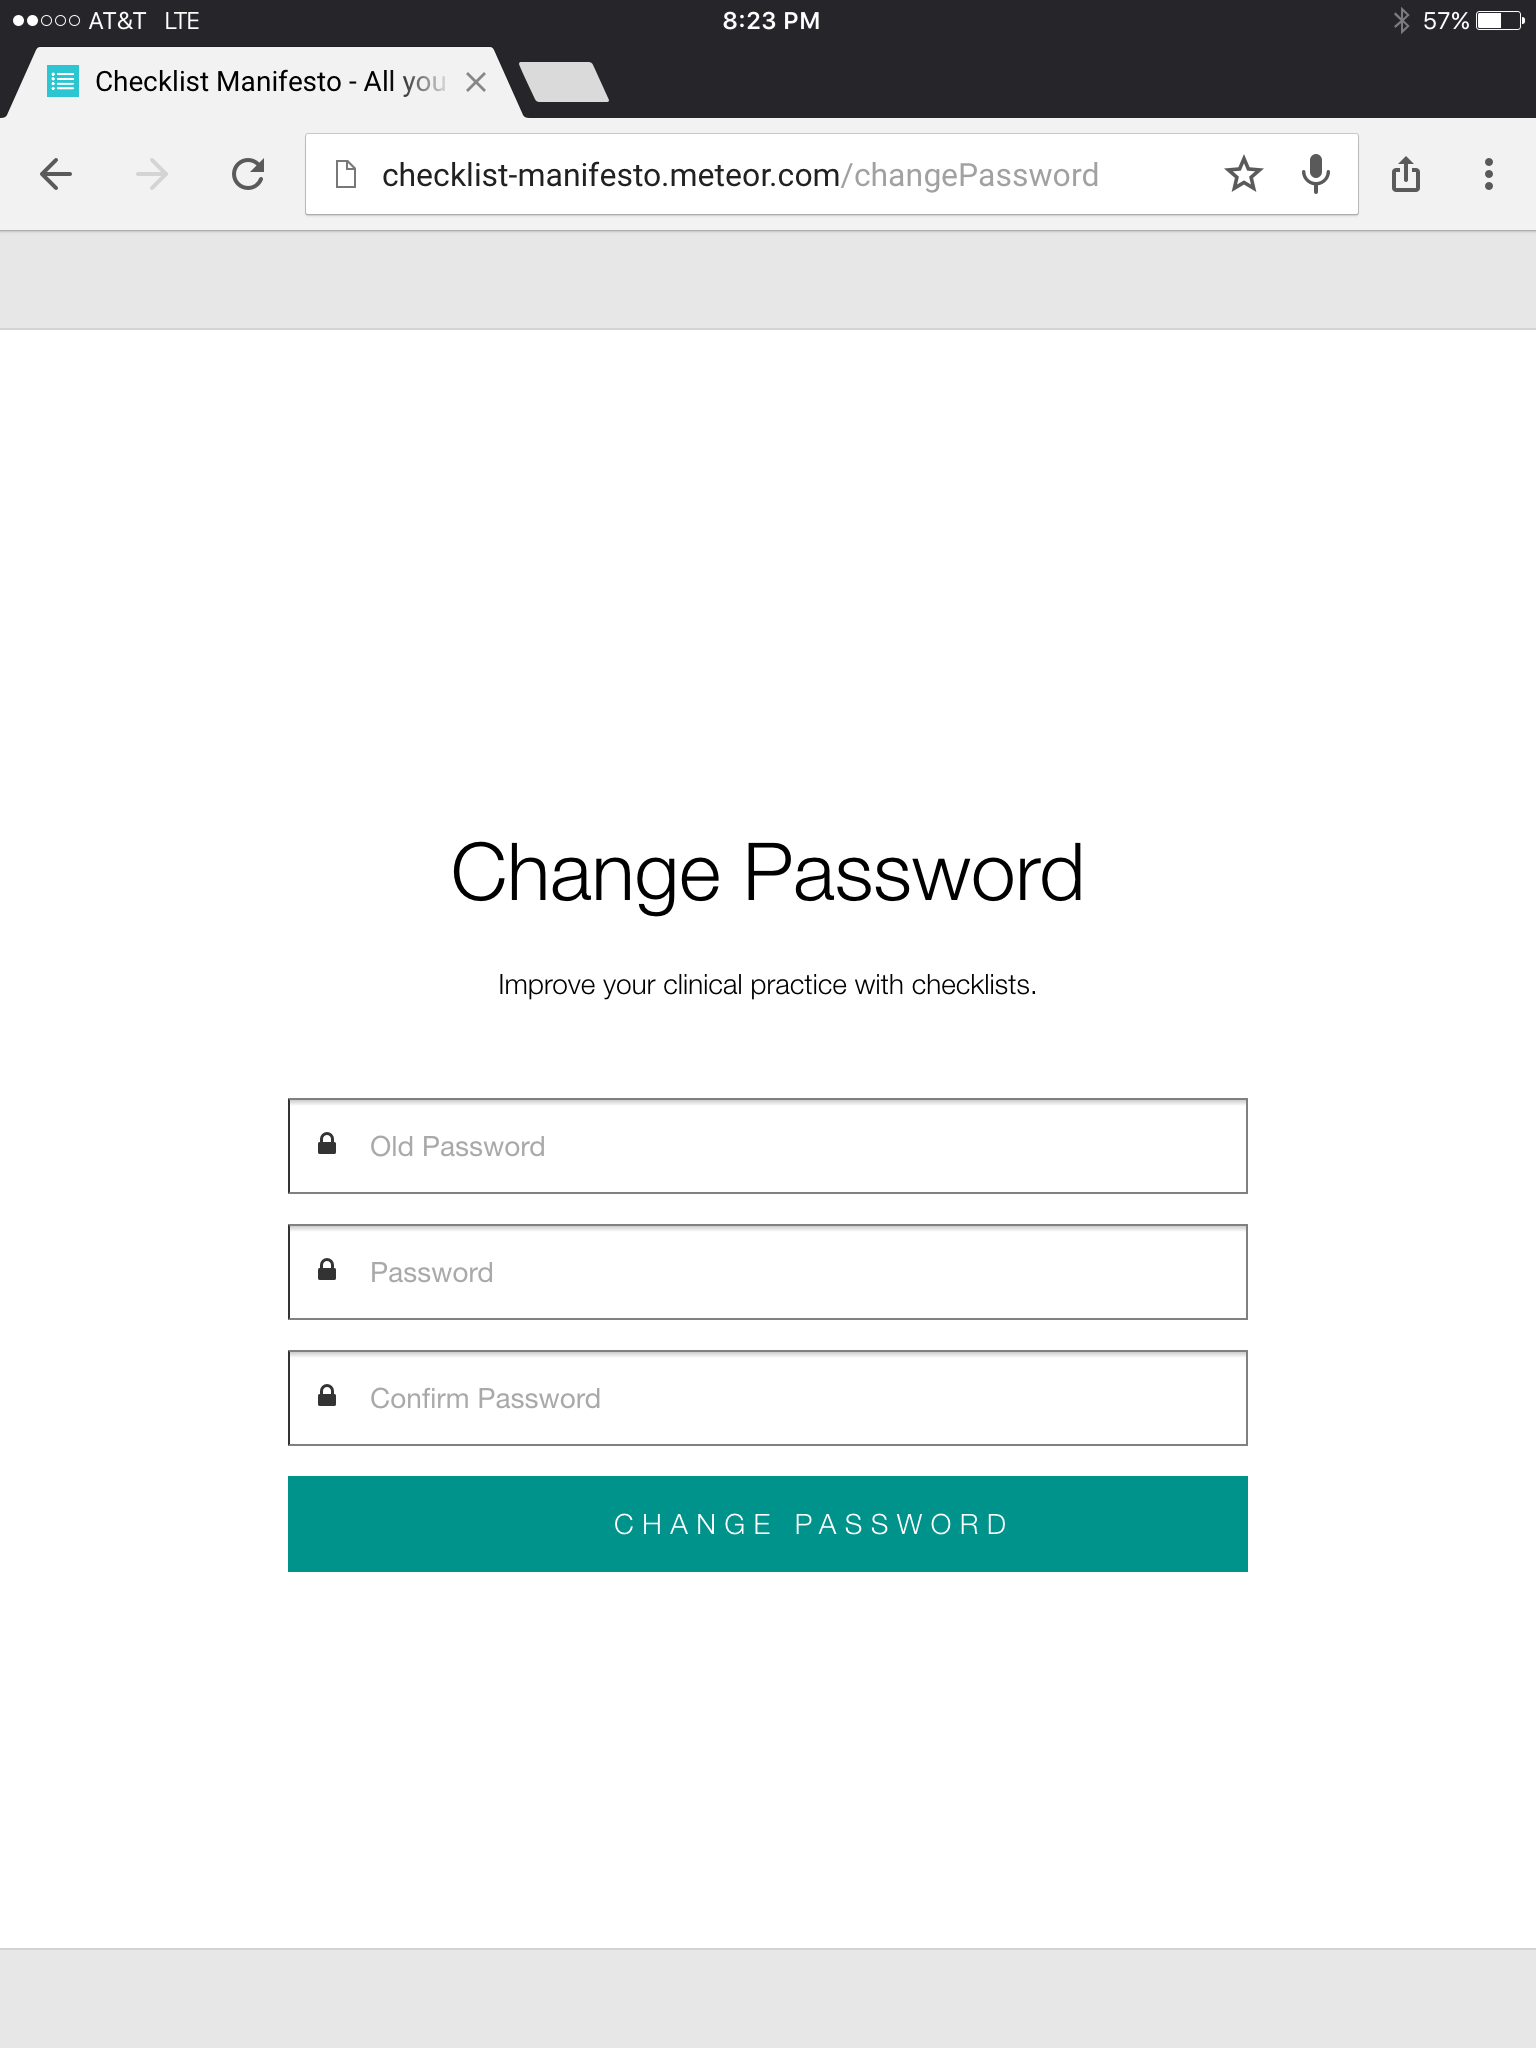 AT&T LTE 8:23 PM 57%
Checklist Manifesto - All you
checklist-manifesto.meteor.com/changePassword
Change Password
Improve your clinical practice with checklists.
Old Password
Password
Confirm Password
CHANGE PASSWORD